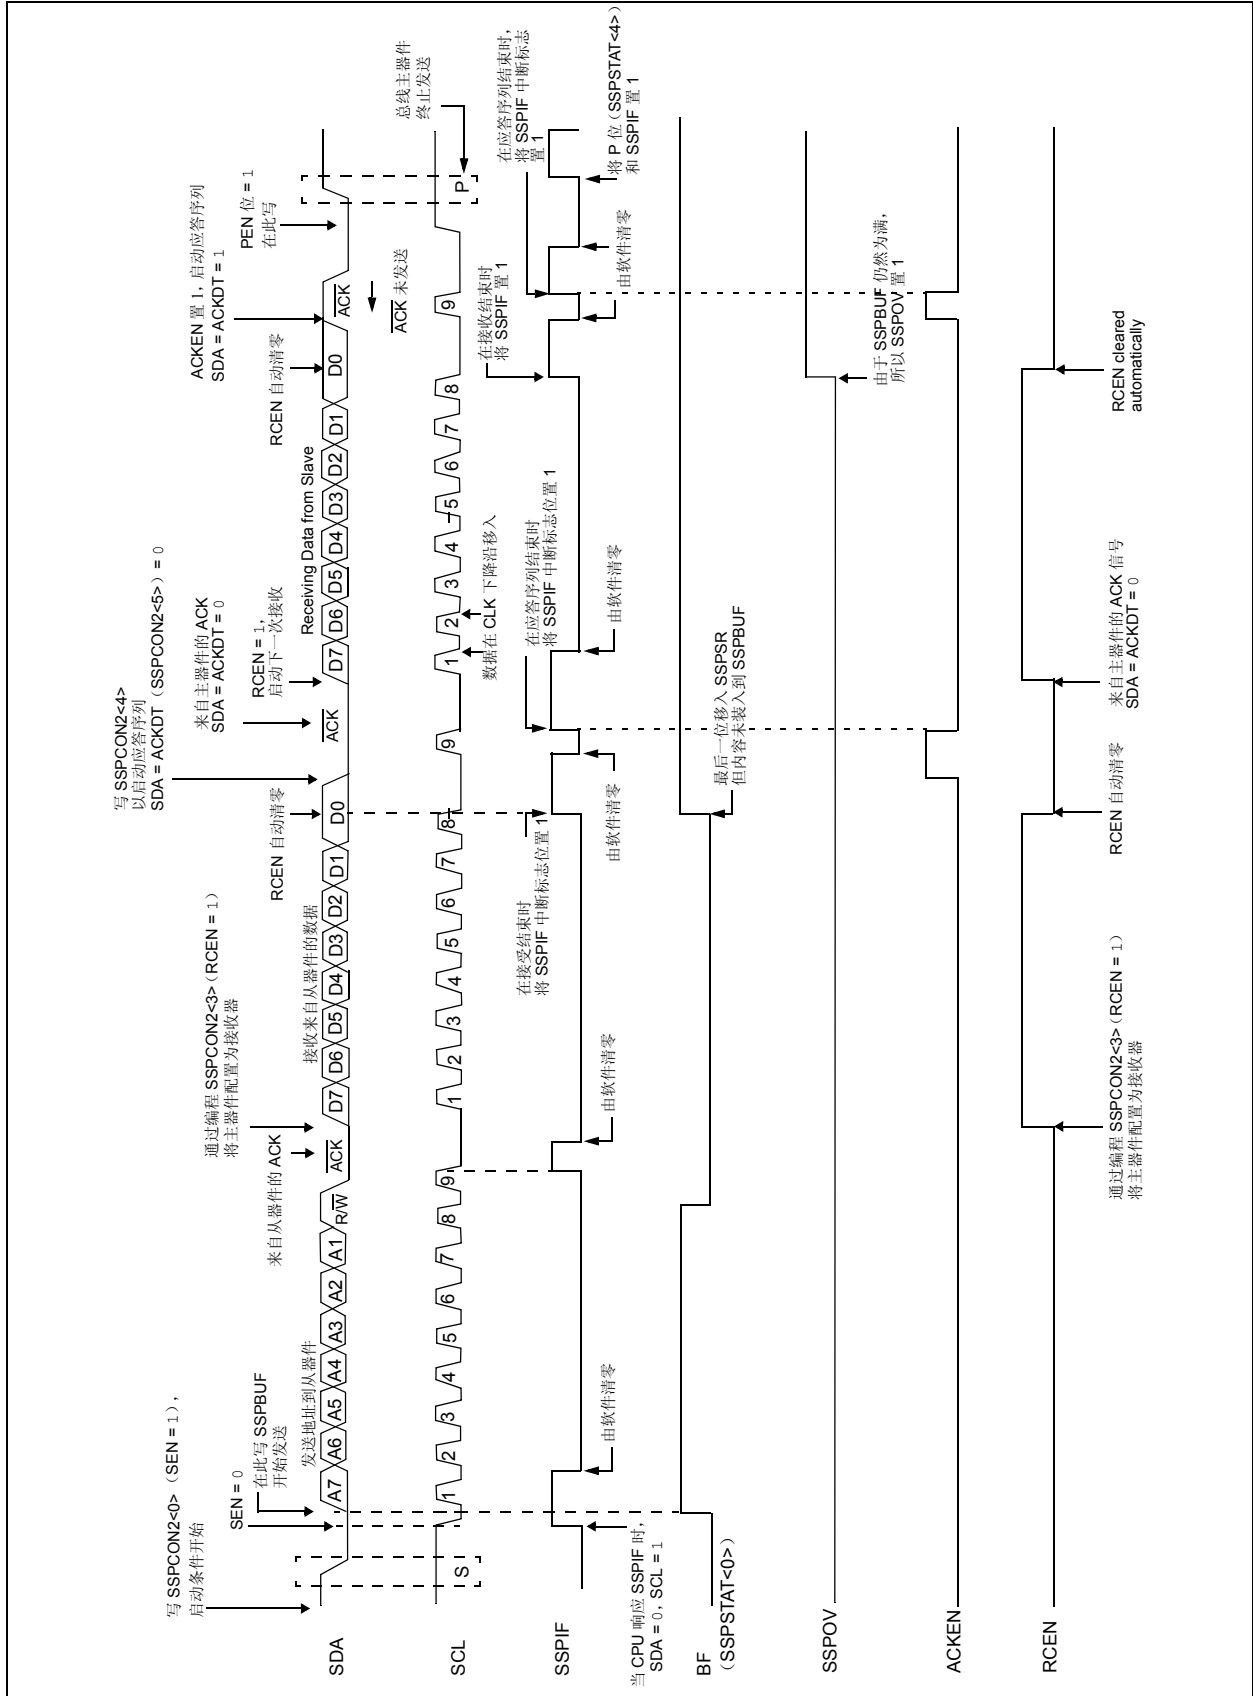 写 SSPCON2<0>（SEN = 1），
启动条件开始
SEN = 0
在此写 SSPBUF
开始发送
发送地址到从器件
来自从器件的 ACK
通过编程 SSPCON2<3>（RCEN = 1）
将主器件配置为接收器
接收来自从器件的数据
RCEN 自动清零
写 SSPCON2<4>
以启动应答序列
SDA = ACKDT（SSPCON2<5>）= 0
来自主器件的 ACK
SDA = ACKDT = 0
RCEN = 1，
启动下一次接收
Receiving Data from Slave
RCEN 自动清零
ACKEN 置 1，启动应答序列
SDA = ACKDT = 1
PEN 位 = 1
在此写
总线主器件
终止发送
SDA
A7 A6 A5 A4 A3 A2 A1 R/W ACK D7 D6 D5 D4 D3 D2 D1 D0 ACK D7 D6 D5 D4 D3 D2 D1 D0 ACK
ACK 未发送
SCL
S 1 2 3 4 5 6 7 8 9 1 2 3 4 5 6 7 8 9 1 2 3 4 5 6 7 8 9 P
数据在 CLK 下降沿移入
在接受结束时
将 SSPIF 中断标志位置 1
在应答序列结束时
将 SSPIF 中断标志位置 1
在接收结束时
将 SSPIF 置 1
在应答序列结束时，
将 SSPIF 中断标志
置 1
SSPIF
当 CPU 响应 SSPIF 时，
SDA = 0，SCL = 1
由软件清零
由软件清零
由软件清零
由软件清零
由软件清零
由软件清零
将 P 位（SSPSTAT<4>）
和 SSPIF 置 1
BF
（SSPSTAT<0>）
最后一位移入 SSPSR
但内容未装入到 SSPBUF
SSPOV
由于 SSPBUF 仍然为满，
所以 SSPOV 置 1
ACKEN
RCEN
通过编程 SSPCON2<3>（RCEN = 1）
将主器件配置为接收器
RCEN 自动清零
来自主器件的 ACK 信号
SDA = ACKDT = 0
RCEN cleared
automatically